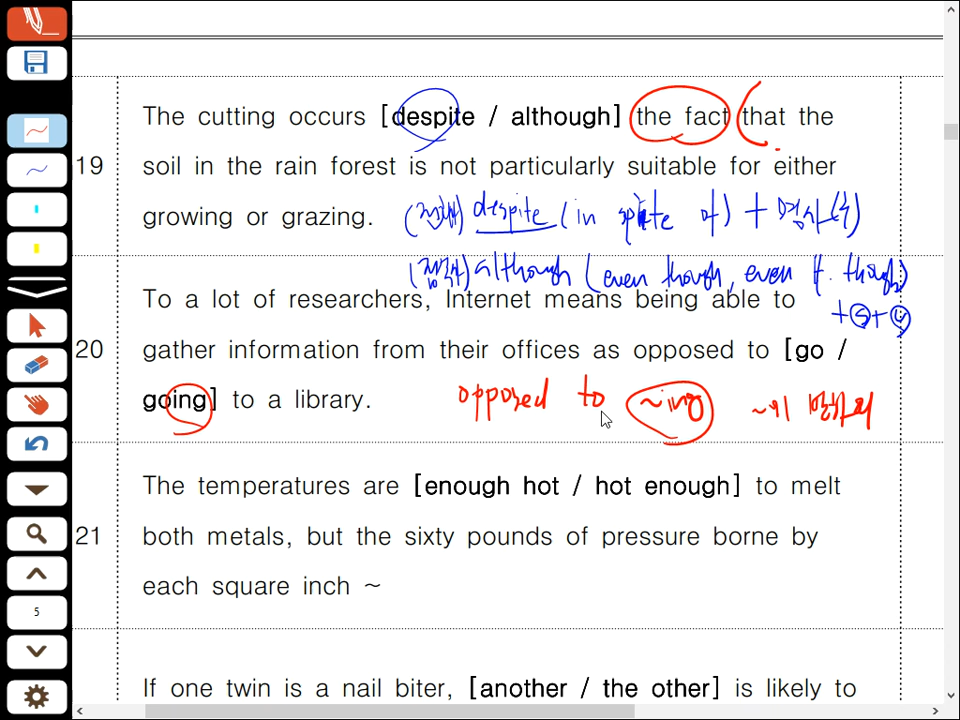 The cutting occurs [despite / although] the fact that the
19 soil in the rain forest is not particularly suitable for either
growing or grazing.
despite (in spite of) +
although (even though, even if, though)
+ S + V
To a lot of researchers, Internet means being able to
20 gather information from their offices as opposed to [go /
going] to a library.
opposed to ~ing
The temperatures are [enough hot / hot enough] to melt
21 both metals, but the sixty pounds of pressure borne by
each square inch ~
If one twin is a nail biter, [another / the other] is likely to
5